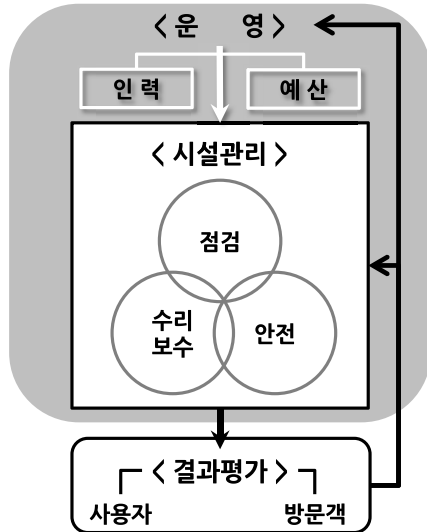 < 운 영 >
인 력 예 산
< 시설관리 >
점검
수리
보수
안전
< 결과평가 >
사용자 방문객